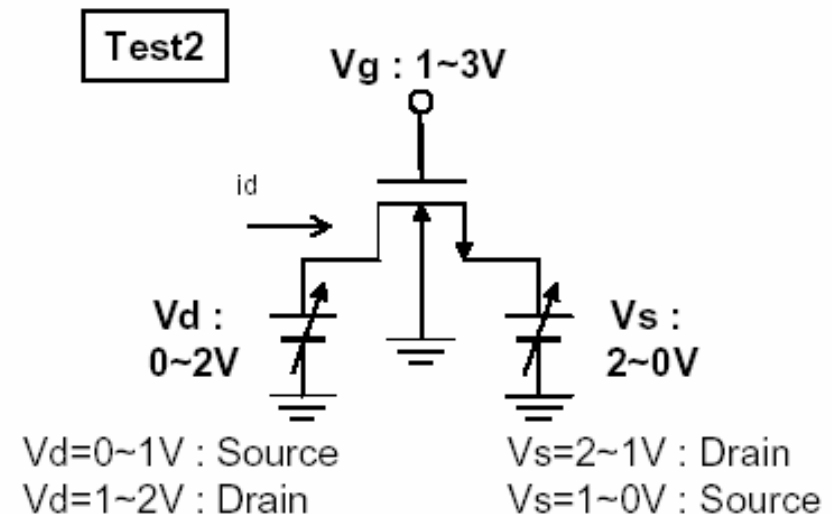 Test2
Vg : 1~3V
id
Vd :
0~2V
Vs :
2~0V
Vd=0~1V : Source
Vd=1~2V : Drain
Vs=2~1V : Drain
Vs=1~0V : Source